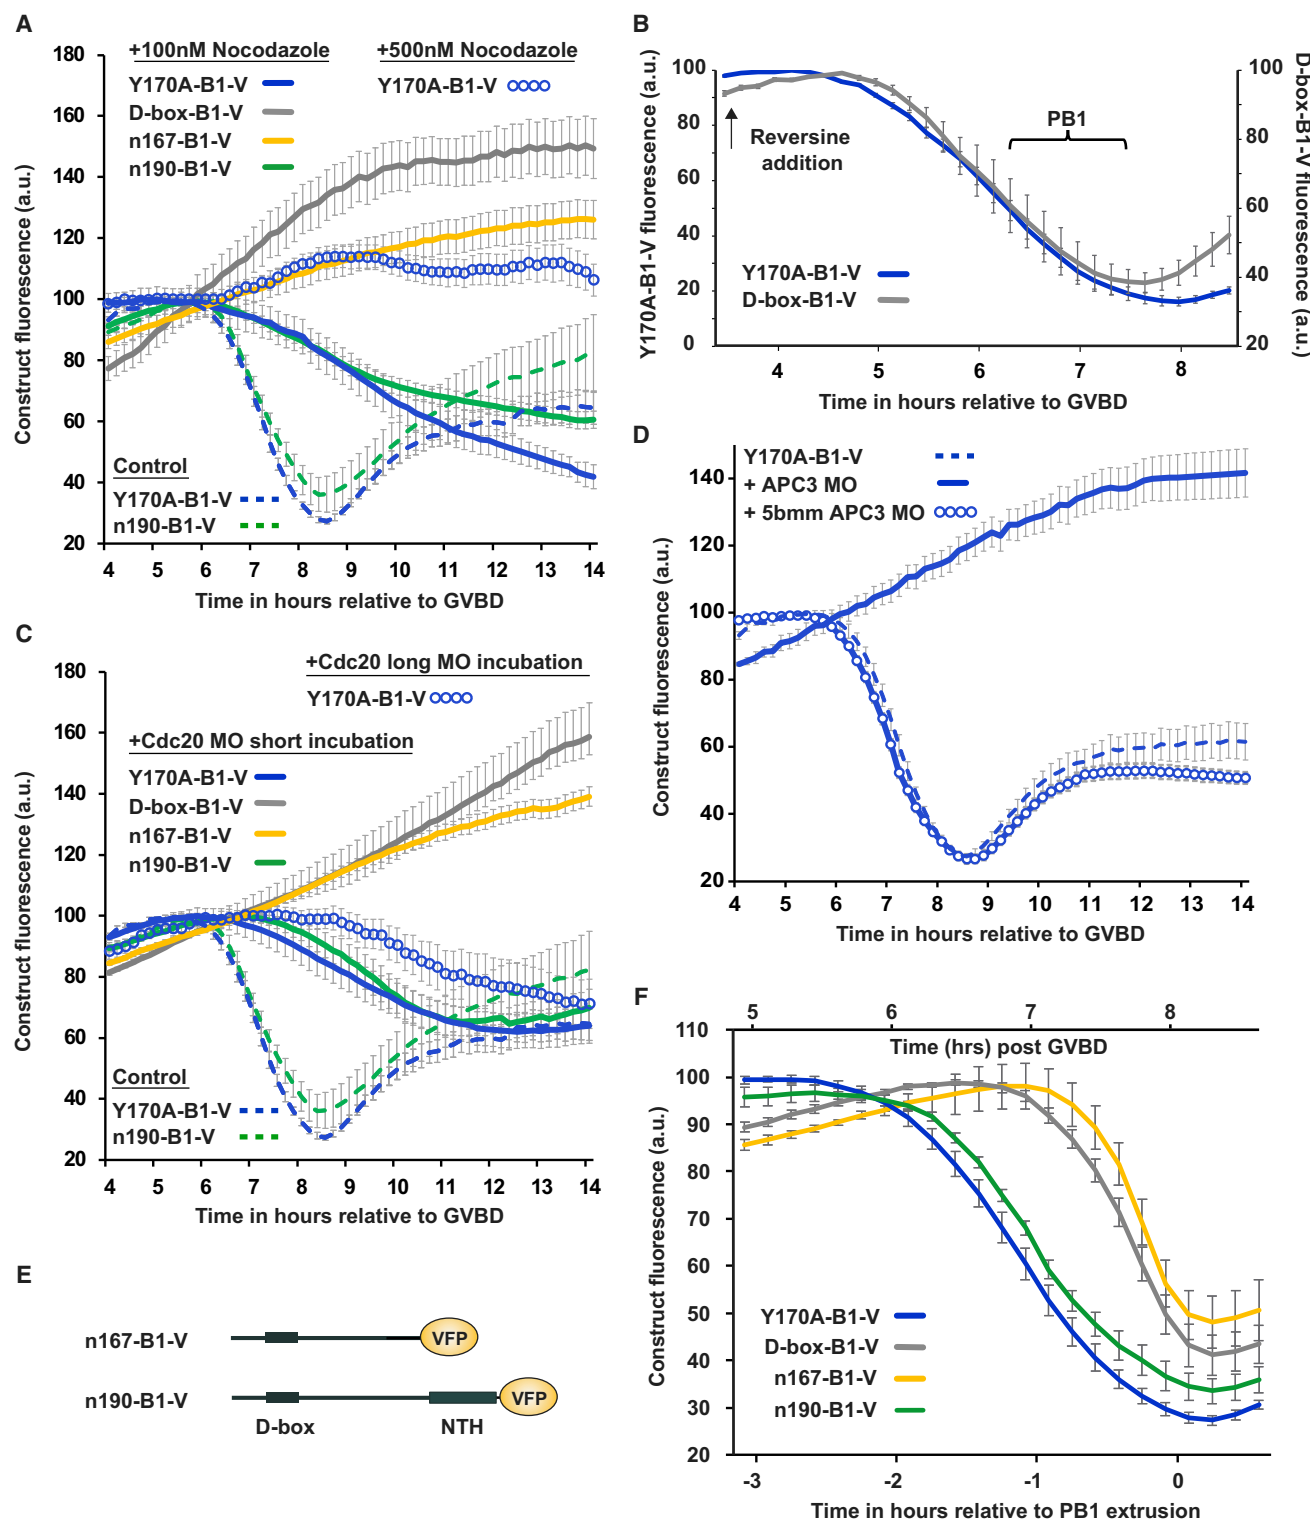 A
+100nM Nocodazole
+500nM Nocodazole
Y170A-B1-V
Y170A-B1-V
D-box-B1-V
n167-B1-V
n190-B1-V
Construct fluorescence (a.u.)
180
160
140
120
100
80
60
40
20
Control
Y170A-B1-V
n190-B1-V
4 5 6 7 8 9 10 11 12 13 14
Time in hours relative to GVBD
B
Y170A-B1-V fluorescence (a.u.)
100
80
60
40
20
0
Reversine
addition
PB1
Y170A-B1-V
D-box-B1-V
100
80
60
40
20
D-box-B1-V fluorescence (a.u.)
4 5 6 7 8
Time in hours relative to GVBD
C
+Cdc20 long MO incubation
Y170A-B1-V
+Cdc20 MO short incubation
Y170A-B1-V
D-box-B1-V
n167-B1-V
n190-B1-V
Construct fluorescence (a.u.)
180
160
140
120
100
80
60
40
20
Control
Y170A-B1-V
n190-B1-V
4 5 6 7 8 9 10 11 12 13 14
Time in hours relative to GVBD
D
Y170A-B1-V
+ APC3 MO
+ 5bmm APC3 MO
Construct fluorescence (a.u.)
140
120
100
80
60
40
20
4 5 6 7 8 9 10 11 12 13 14
Time in hours relative to GVBD
E
n167-B1-V
VFP
n190-B1-V
VFP
D-box
NTH
F
5 6 7 8
Time (hrs) post GVBD
Construct fluorescence (a.u.)
110
100
90
80
70
60
50
40
30
20
Y170A-B1-V
D-box-B1-V
n167-B1-V
n190-B1-V
-3 -2 -1 0
Time in hours relative to PB1 extrusion